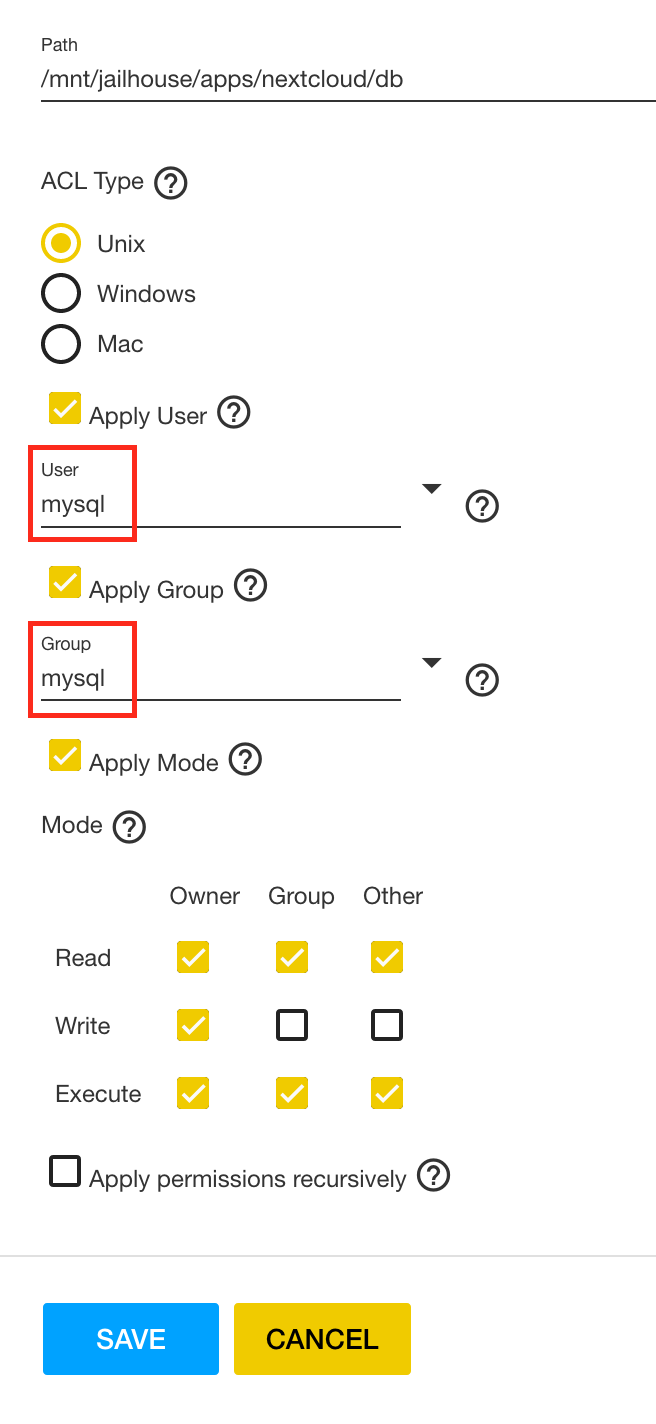 Path
/mnt/jailhouse/apps/nextcloud/db
ACL Type
Unix
Windows
Mac
Apply User
User
mysql
Apply Group
Group
mysql
Apply Mode
Mode
Owner Group Other
Read
Write
Execute
Apply permissions recursively
SAVE CANCEL